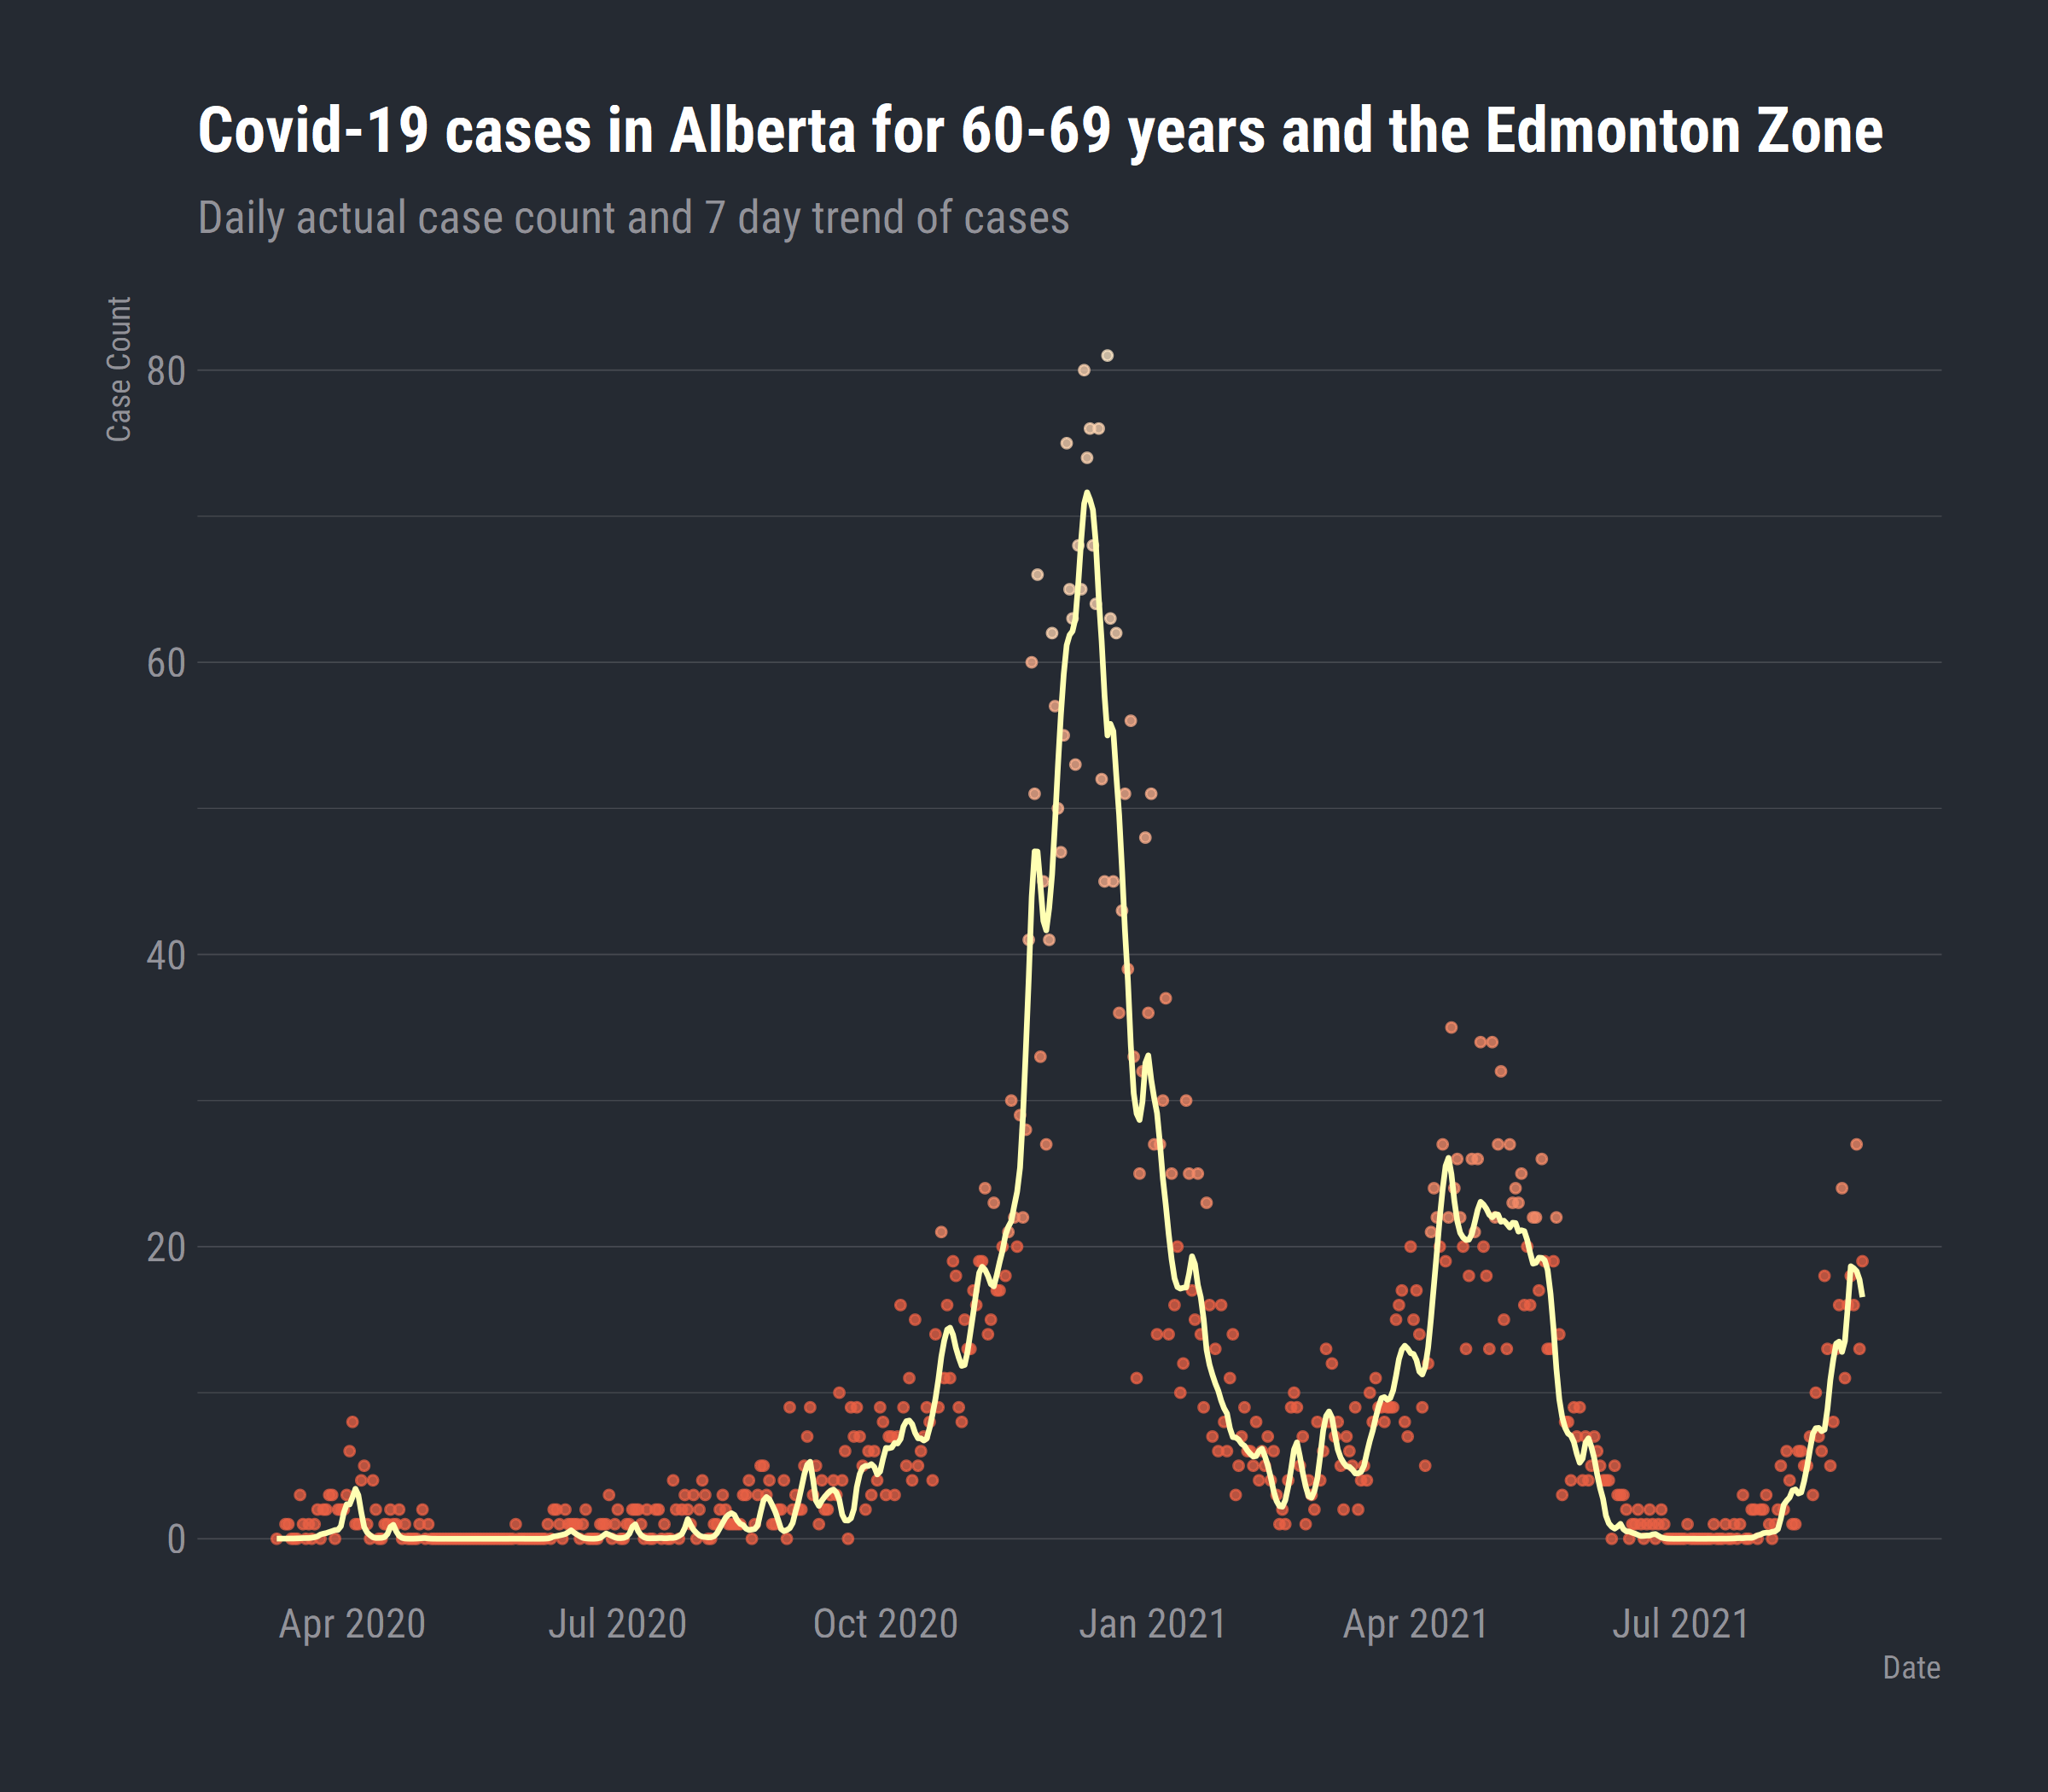 Covid-19 cases in Alberta for 60-69 years and the Edmonton Zone
Daily actual case count and 7 day trend of cases
Case Count
80
60
40
20
0
Apr 2020
Jul 2020
Oct 2020
Jan 2021
Apr 2021
Jul 2021
Date